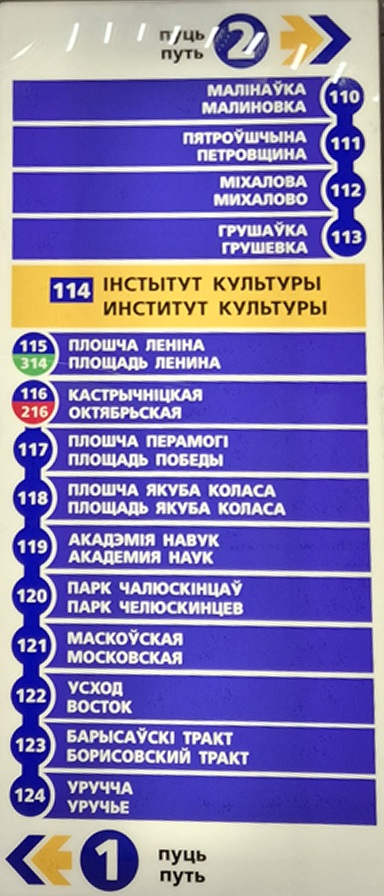 пуць
путь
2
МАЛІНАЎКА
МАЛИНОВКА
110
ПЯТРОЎШЧЫНА
ПЕТРОВЩИНА
111
МІХАЛОВА
МИХАЛОВО
112
ГРУШАЎКА
ГРУШЕВКА
113
114
ІНСТЫТУТ КУЛЬТУРЫ
ИНСТИТУТ КУЛЬТУРЫ
115
314
ПЛОШЧА ЛЕНІНА
ПЛОЩАДЬ ЛЕНИНА
116
216
КАСТРЫЧНІЦКАЯ
ОКТЯБРЬСКАЯ
117
ПЛОШЧА ПЕРАМОГІ
ПЛОЩАДЬ ПОБЕДЫ
118
ПЛОШЧА ЯКУБА КОЛАСА
ПЛОЩАДЬ ЯКУБА КОЛАСА
119
АКАДЭМІЯ НАВУК
АКАДЕМИЯ НАУК
120
ПАРК ЧАЛЮСКІНЦАЎ
ПАРК ЧЕЛЮСКИНЦЕВ
121
МАСКОЎСКАЯ
МОСКОВСКАЯ
122
УСХОД
ВОСТОК
123
БАРЫСАЎСКІ ТРАКТ
БОРИСОВСКИЙ ТРАКТ
124
УРУЧЧА
УРУЧЬЕ
1
пуць
путь